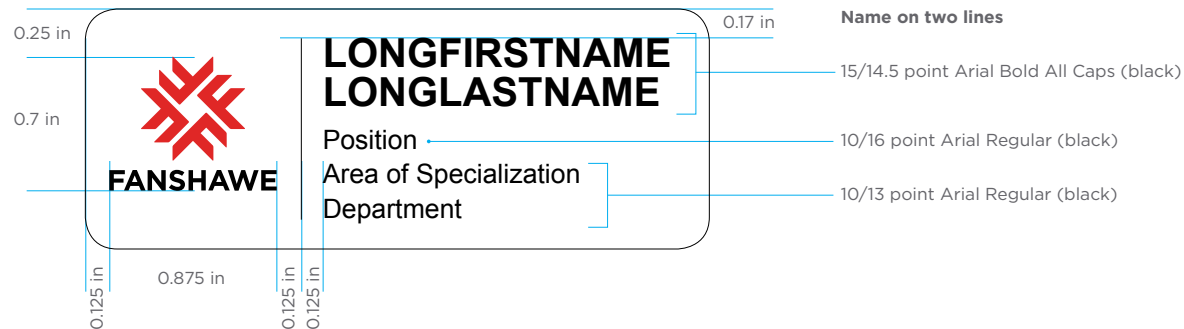 0.25 in
0.17 in
Name on two lines
LONGFIRSTNAME
LONGLASTNAME
15/14.5 point Arial Bold All Caps (black)
0.7 in
Position
10/16 point Arial Regular (black)
FANSHAWE
Area of Specialization
Department
10/13 point Arial Regular (black)
0.125 in
0.875 in
0.125 in
0.125 in